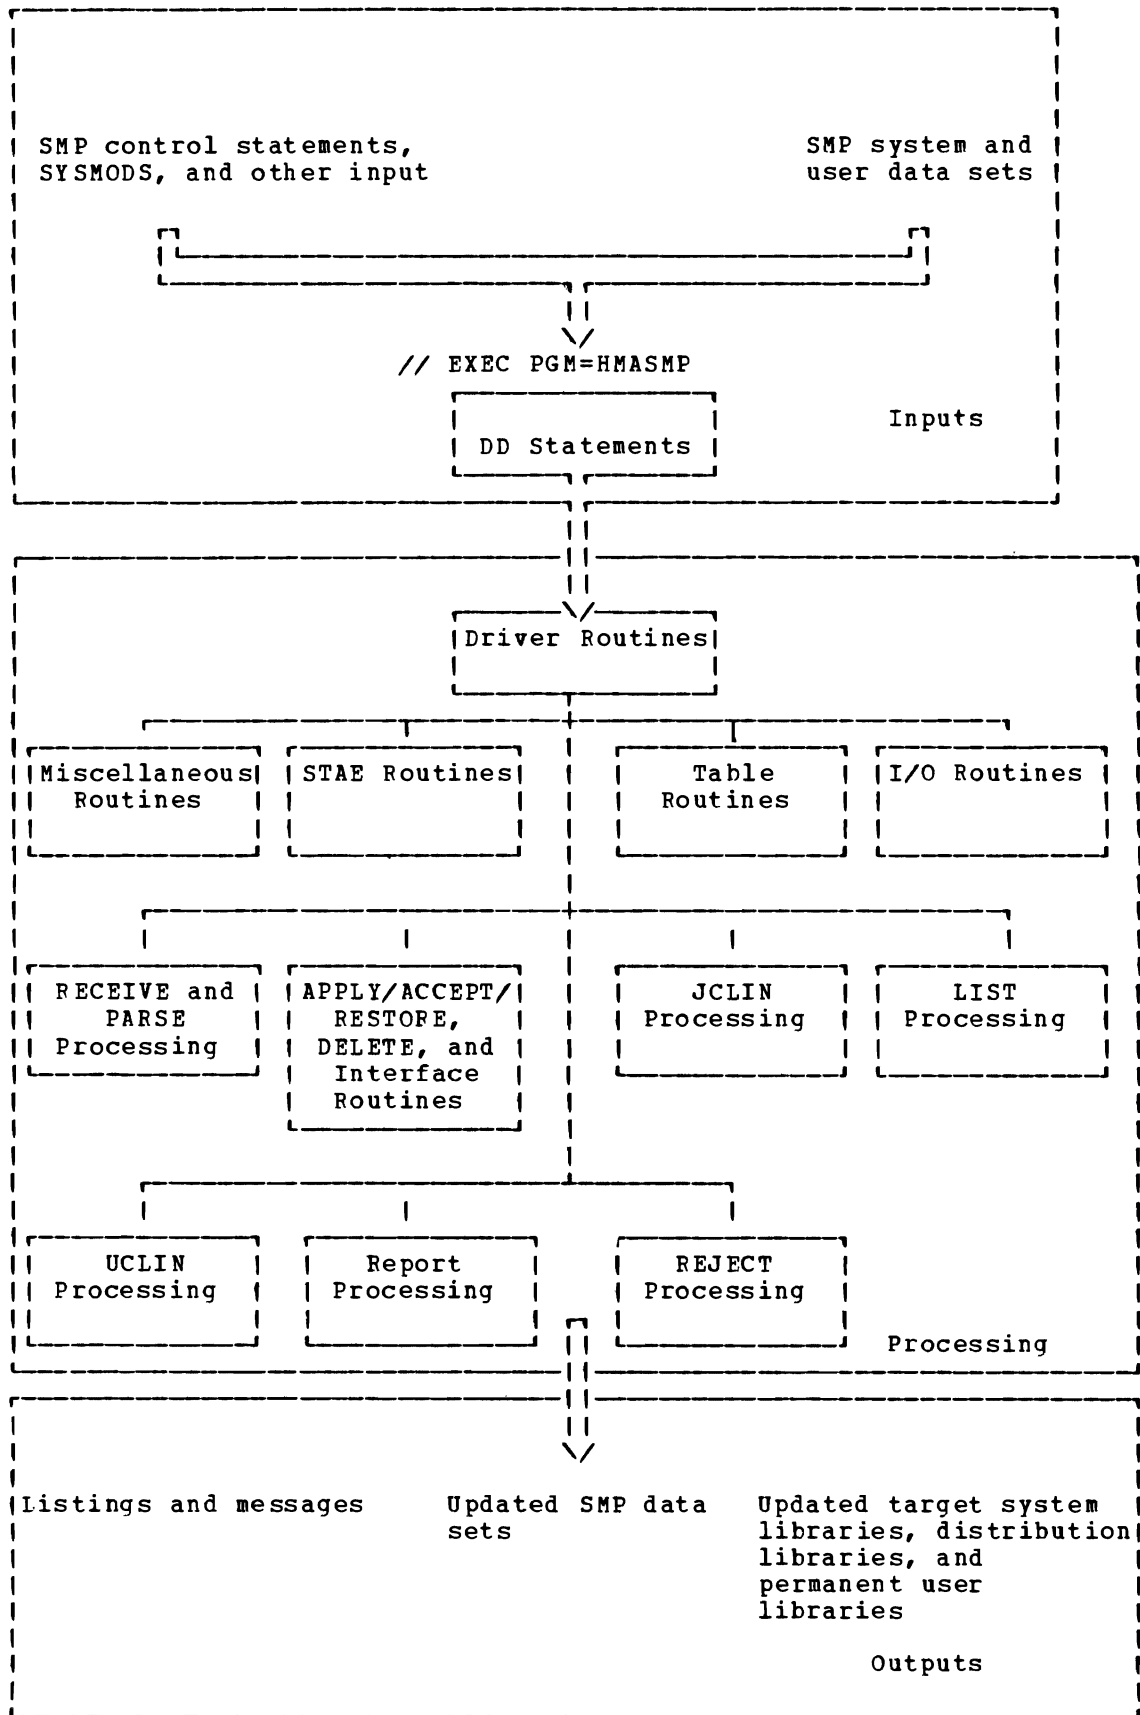 SMP control statements,
SYSMODS, and other input
SMP system and
user data sets
// EXEC PGM=HMASMP
DD Statements
Inputs
Driver Routines
Miscellaneous
Routines
STAE Routines
Table
Routines
I/O Routines
RECEIVE and
PARSE
Processing
APPLY/ACCEPT/
RESTORE,
DELETE, and
Interface
Routines
JCLIN
Processing
LIST
Processing
UCLIN
Processing
Report
Processing
REJECT
Processing
Processing
Listings and messages
Updated SMP data
sets
Updated target system
libraries, distribution
libraries, and
permanent user
libraries
Outputs